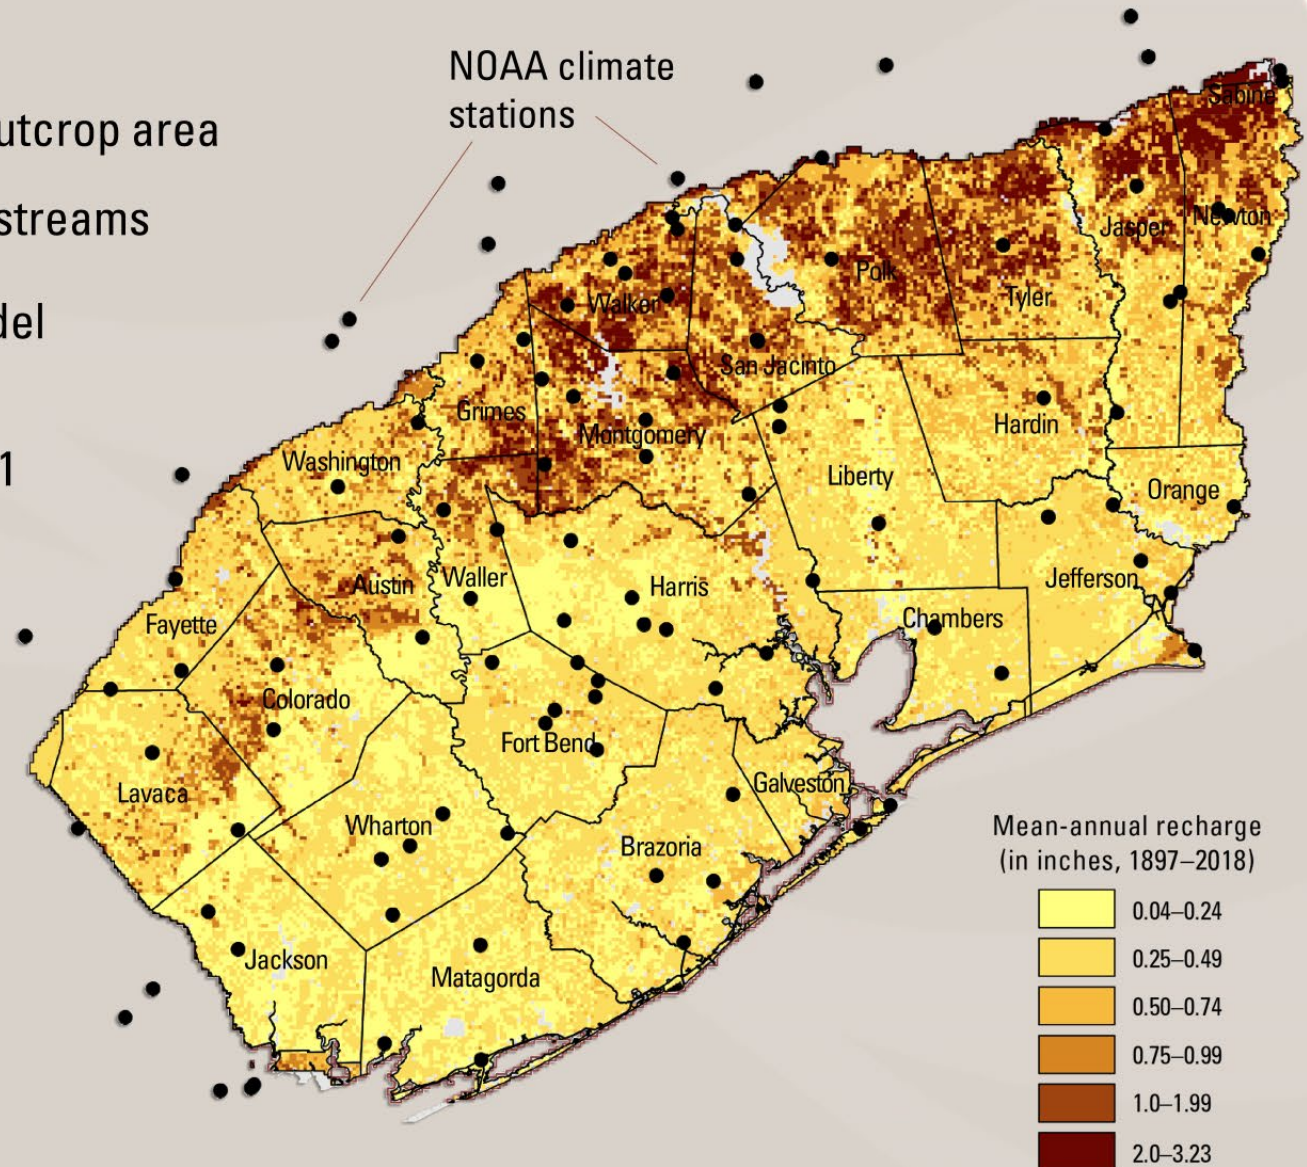 NOAA climate
stations
utcrop area
streams
del
1
Sabine
Newton
Jasper
Polk
Tyler
Walker
San Jacinto
Grimes
Montgomery
Hardin
Washington
Liberty
Orange
Austin
Waller
Harris
Jefferson
Fayette
Chambers
Colorado
Fort Bend
Galveston
Lavaca
Wharton
Brazoria
Jackson
Matagorda
Mean-annual recharge
(in inches, 1897–2018)
0.04–0.24
0.25–0.49
0.50–0.74
0.75–0.99
1.0–1.99
2.0–3.23